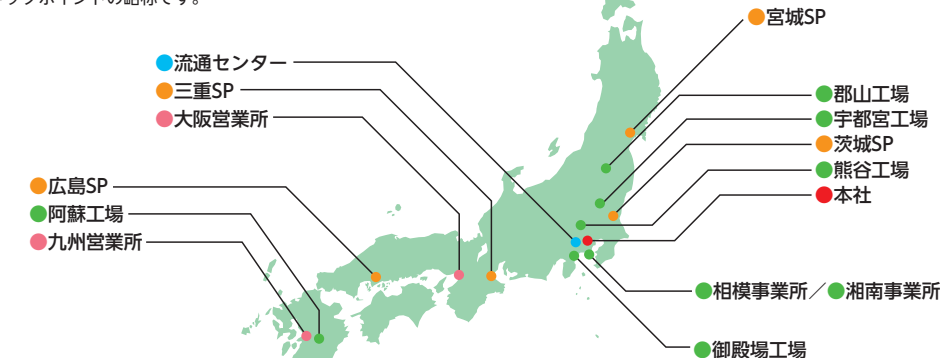 ックポイントの略称です。
宮城SP
流通センター
三重SP
大阪営業所
郡山工場
宇都宮工場
茨城SP
熊谷工場
本社
広島SP
阿蘇工場
九州営業所
相模事業所／湘南事業所
御殿場工場